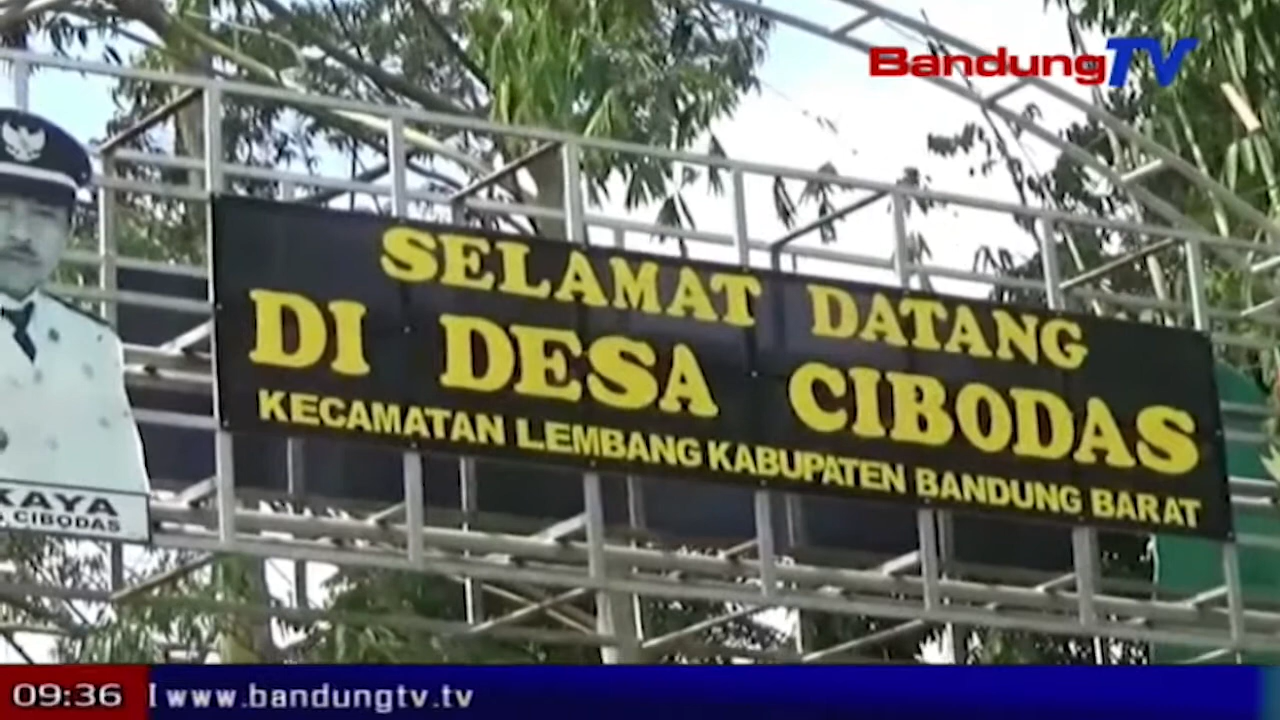 BandungTV
SELAMAT DATANG
DI DESA CIBODAS
KECAMATAN LEMBANG KABUPATEN BANDUNG BARAT
KAYA
CIBODAS
09:36
www.bandungtv.tv